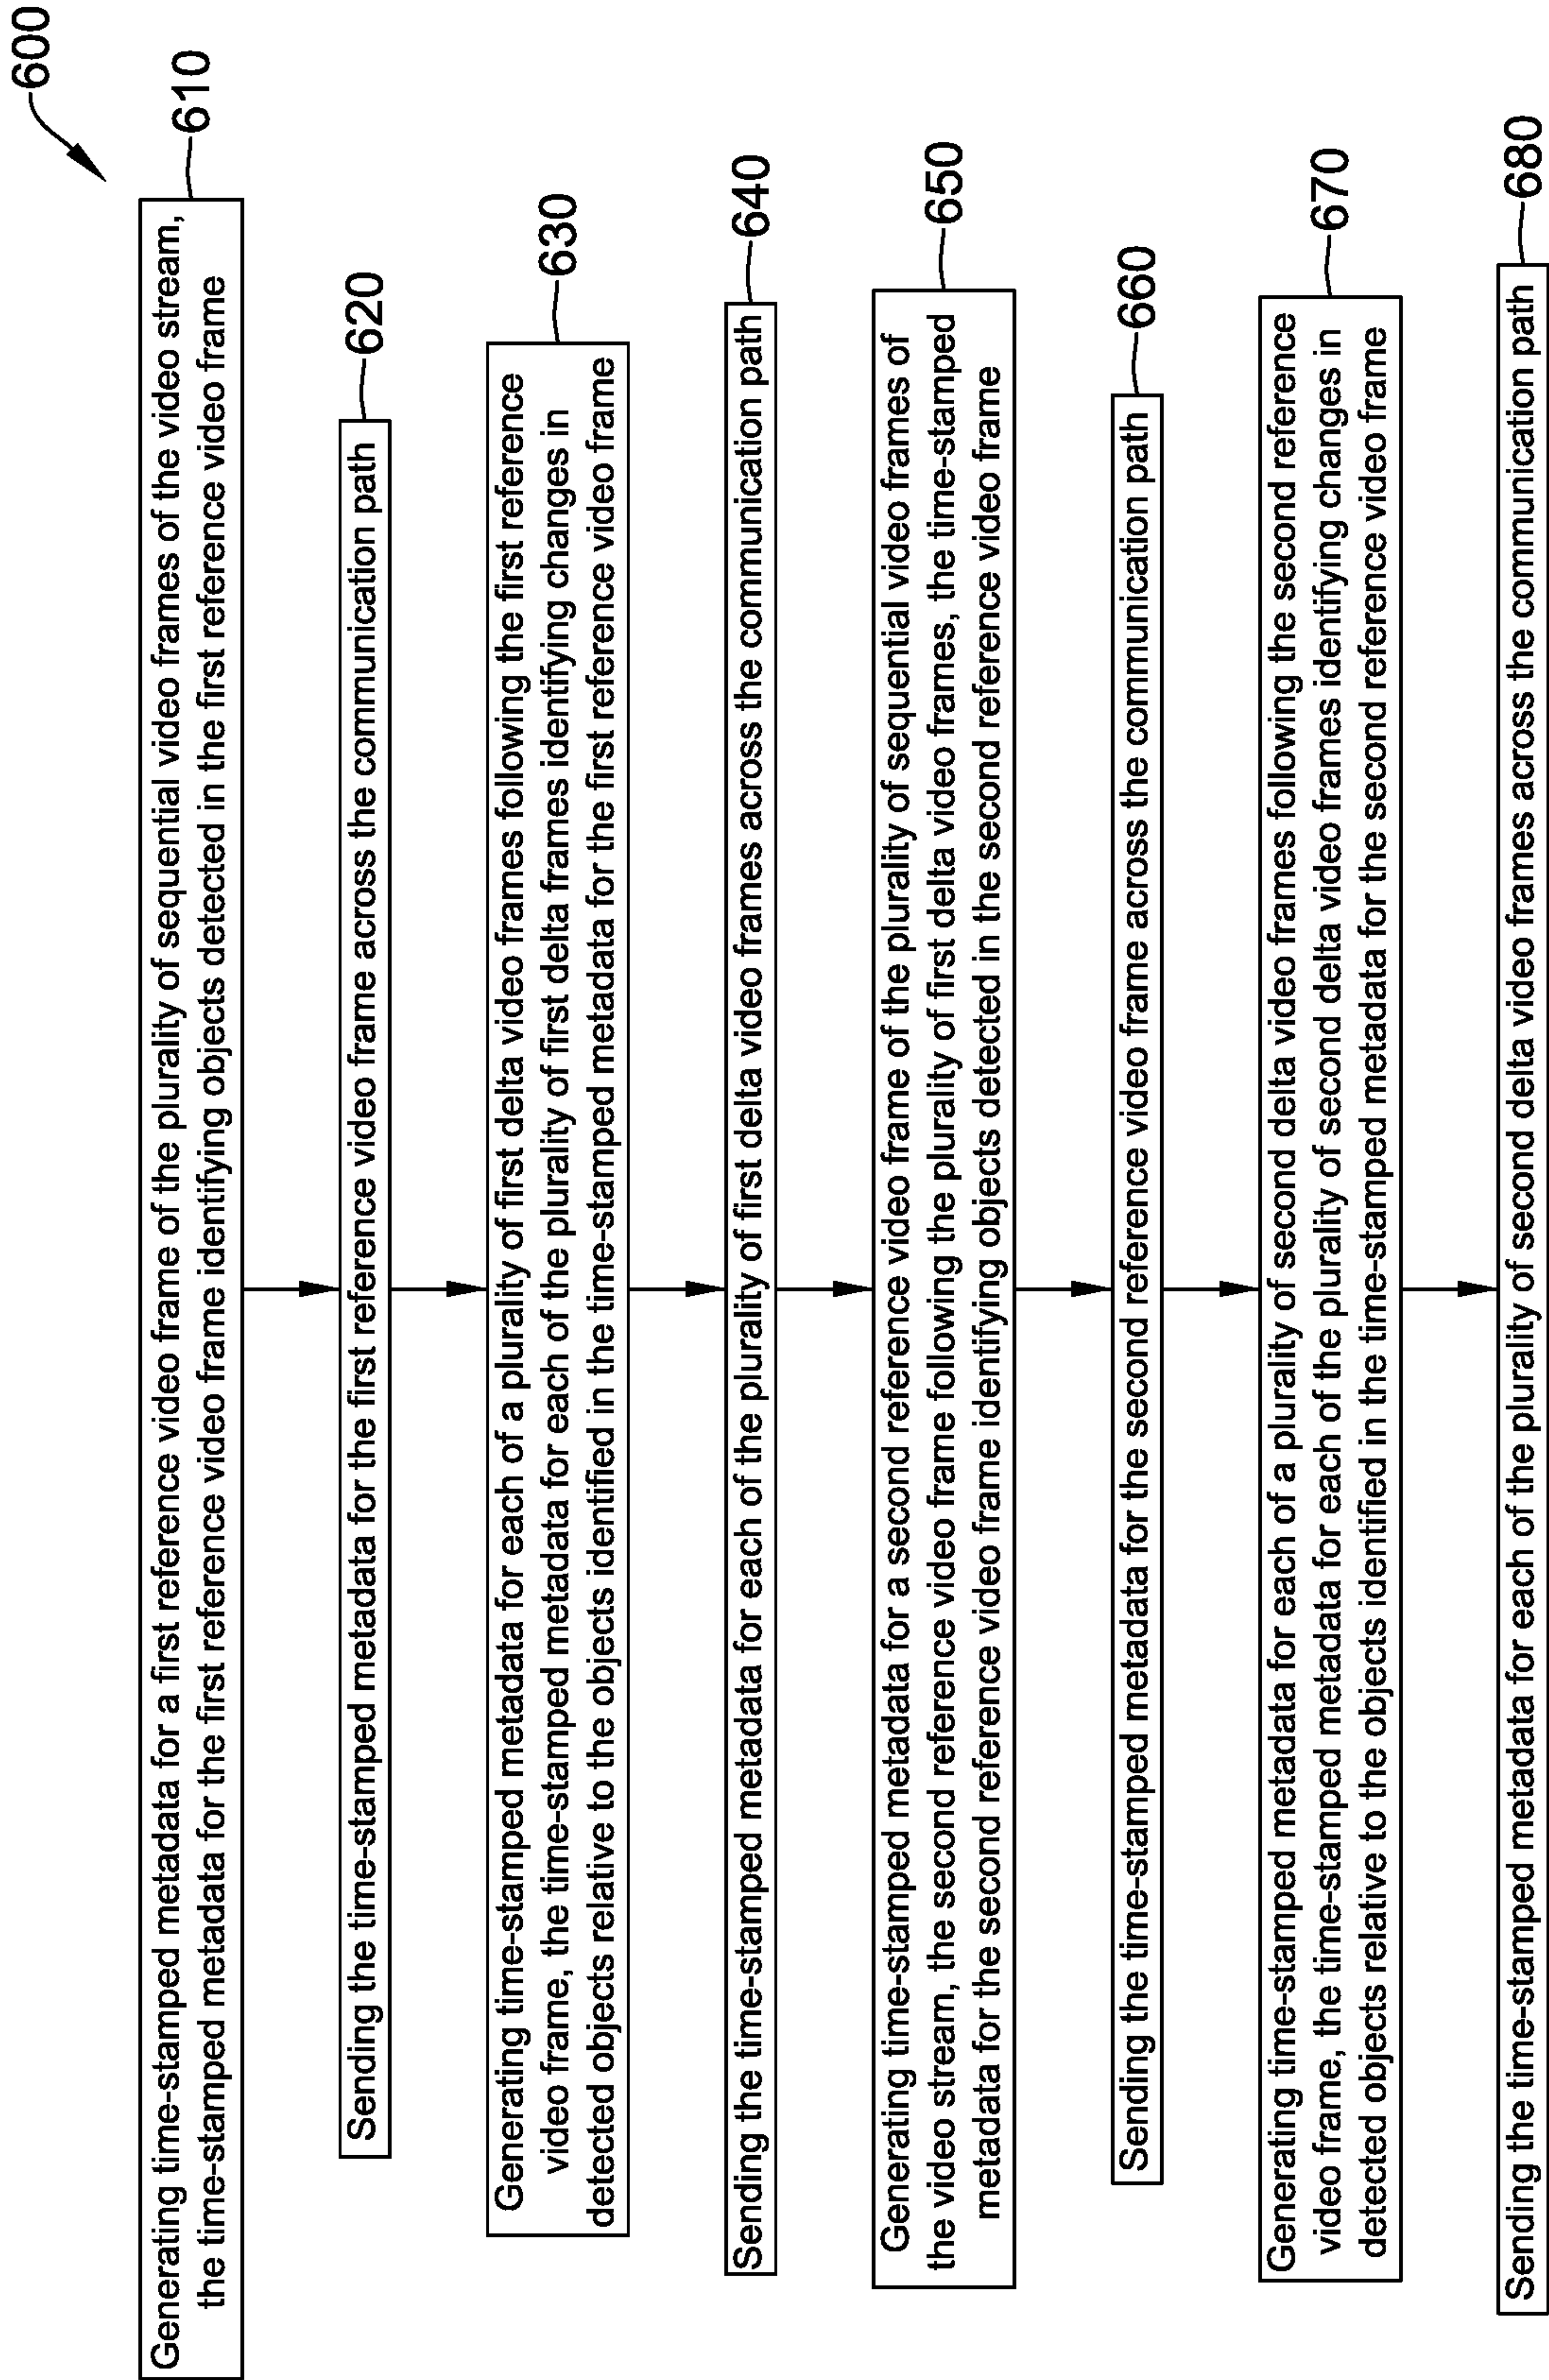 600
Generating time-stamped metadata for a first reference video frame of the plurality of sequential video frames of the video stream,
the time-stamped metadata for the first reference video frame identifying objects detected in the first reference video frame
610
Sending the time-stamped metadata for the first reference video frame across the communication path
620
Generating time-stamped metadata for each of a plurality of first delta video frames following the first reference
video frame, the time-stamped metadata for each of the plurality of first delta frames identifying changes in
detected objects relative to the objects identified in the time-stamped metadata for the first reference video frame
630
Sending the time-stamped metadata for each of the plurality of first delta video frames across the communication path
640
Generating time-stamped metadata for a second reference video frame of the plurality of sequential video frames of
the video stream, the second reference video frame following the plurality of first delta video frames, the time-stamped
metadata for the second reference video frame identifying objects detected in the second reference video frame
650
Sending the time-stamped metadata for the second reference video frame across the communication path
660
Generating time-stamped metadata for each of a plurality of second delta video frames following the second reference
video frame, the time-stamped metadata for each of the plurality of second delta video frames identifying changes in
detected objects relative to the objects identified in the time-stamped metadata for the second reference video frame
670
Sending the time-stamped metadata for each of the plurality of second delta video frames across the communication path
680